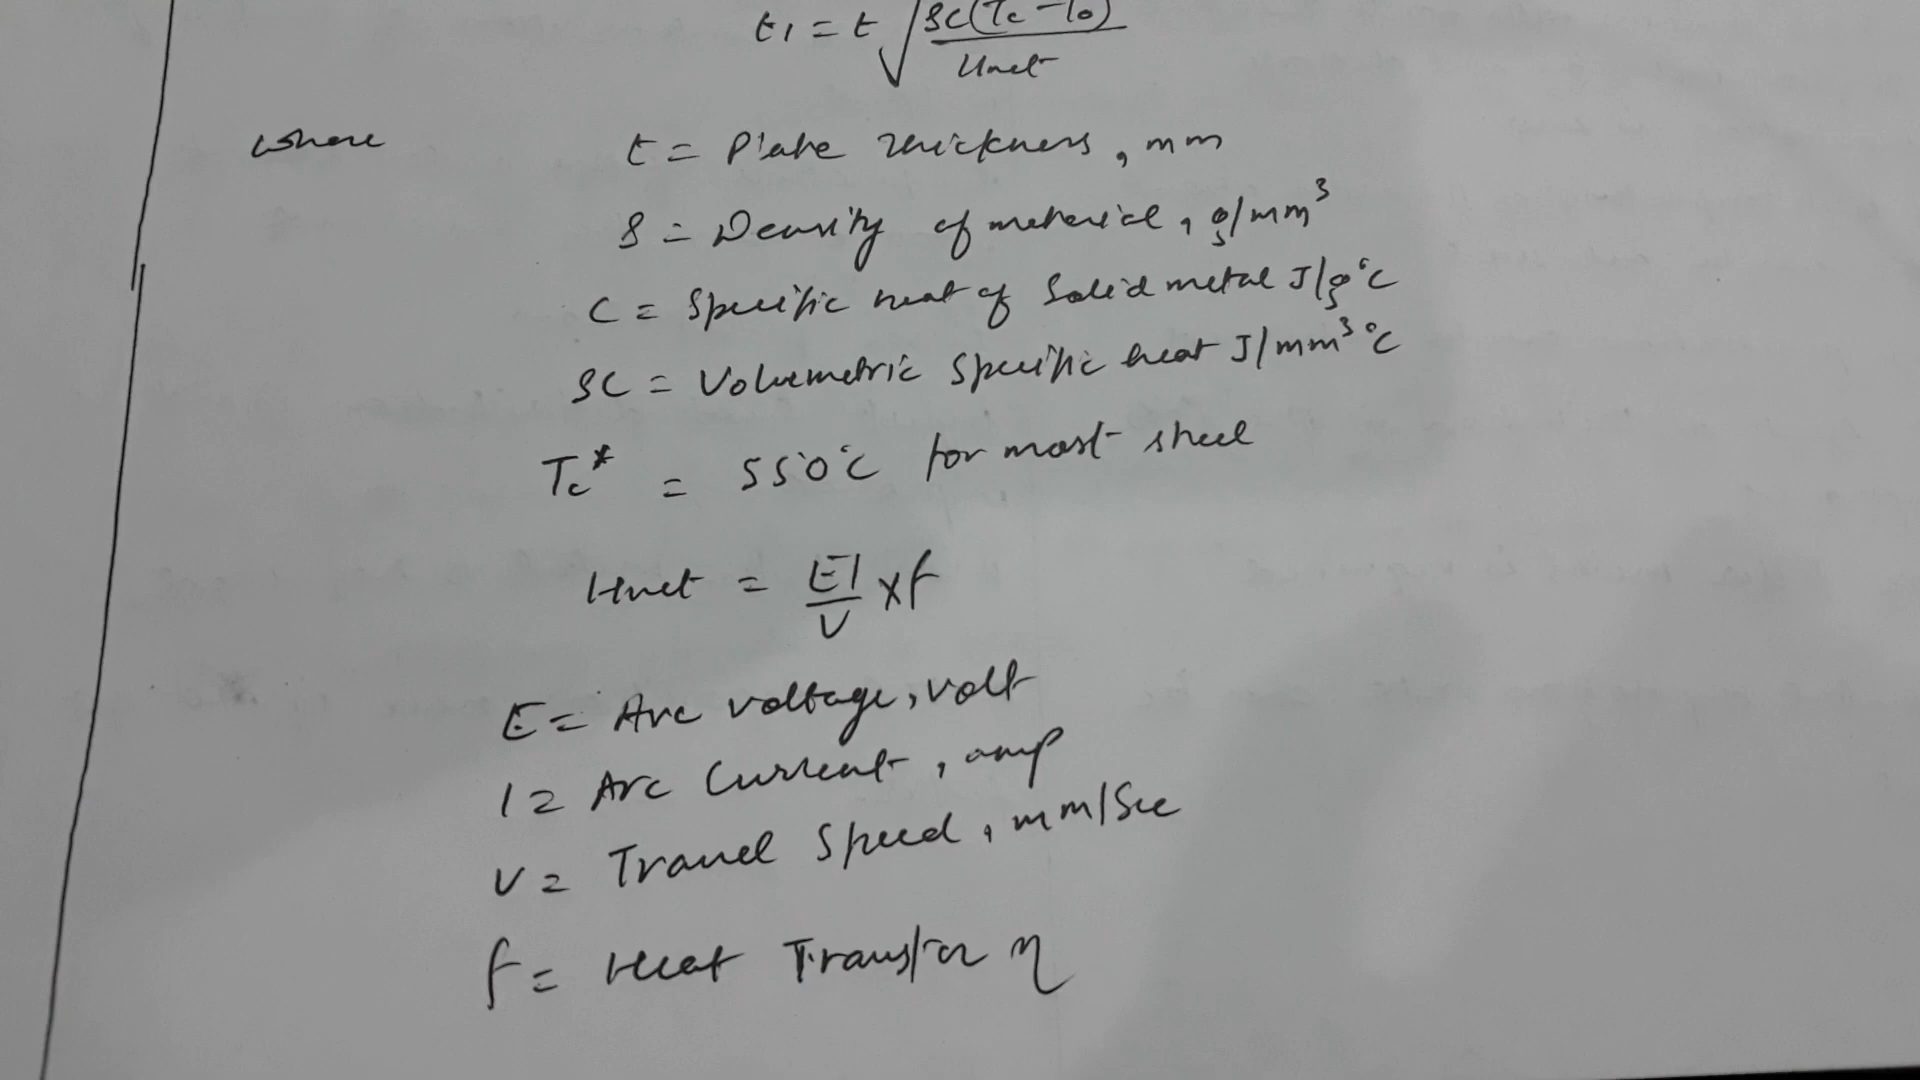 t1 = t √(ρc(Tc - To) / Hnet)
where t = Plate thickness, mm
ρ = Density of material, g/mm³
C = Specific heat of Solid metal J/g°C
ρC = Volumetric Specific heat J/mm³ °C
Tc* = 550°C for most steel
Hnet = EI/V x f
E = Arc voltage, volt
I = Arc Current, amp
V = Travel Speed, mm/Sec
f = Heat Transfer η